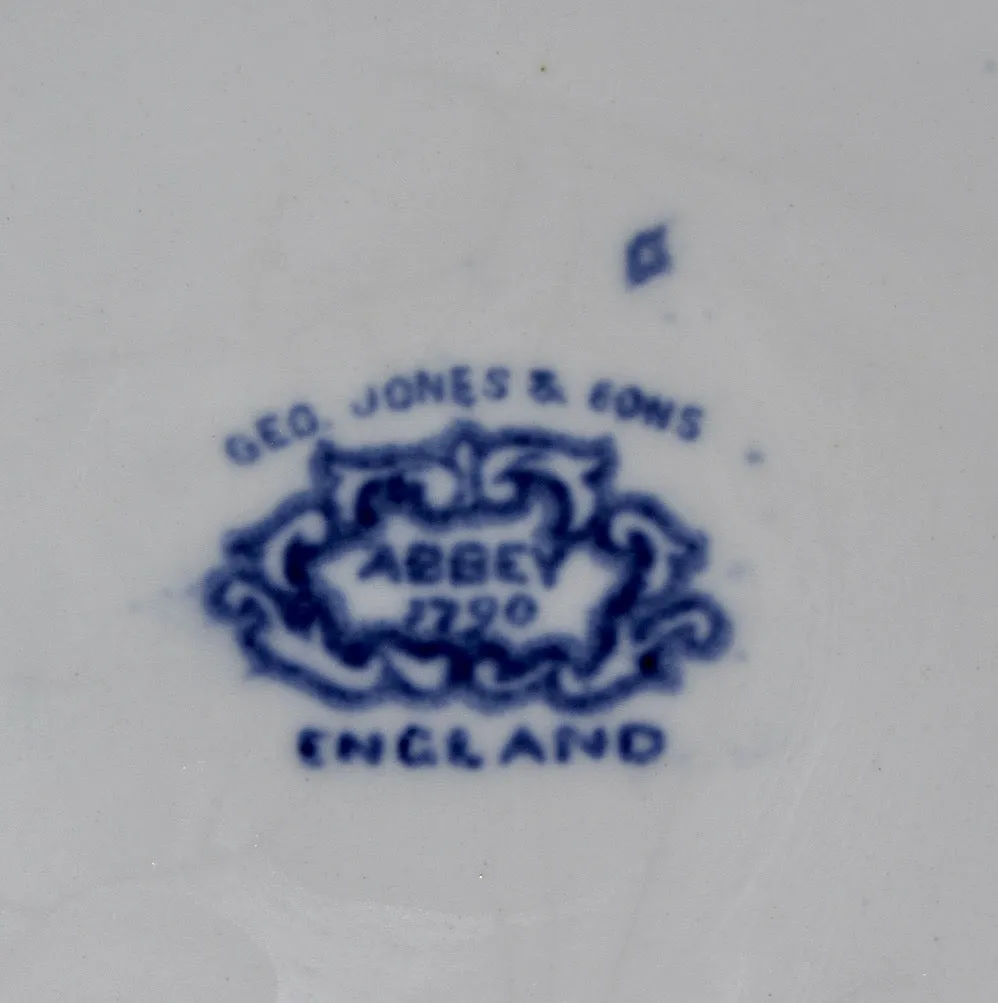 GEO. JONES & SONS
ABBEY
1790
ENGLAND